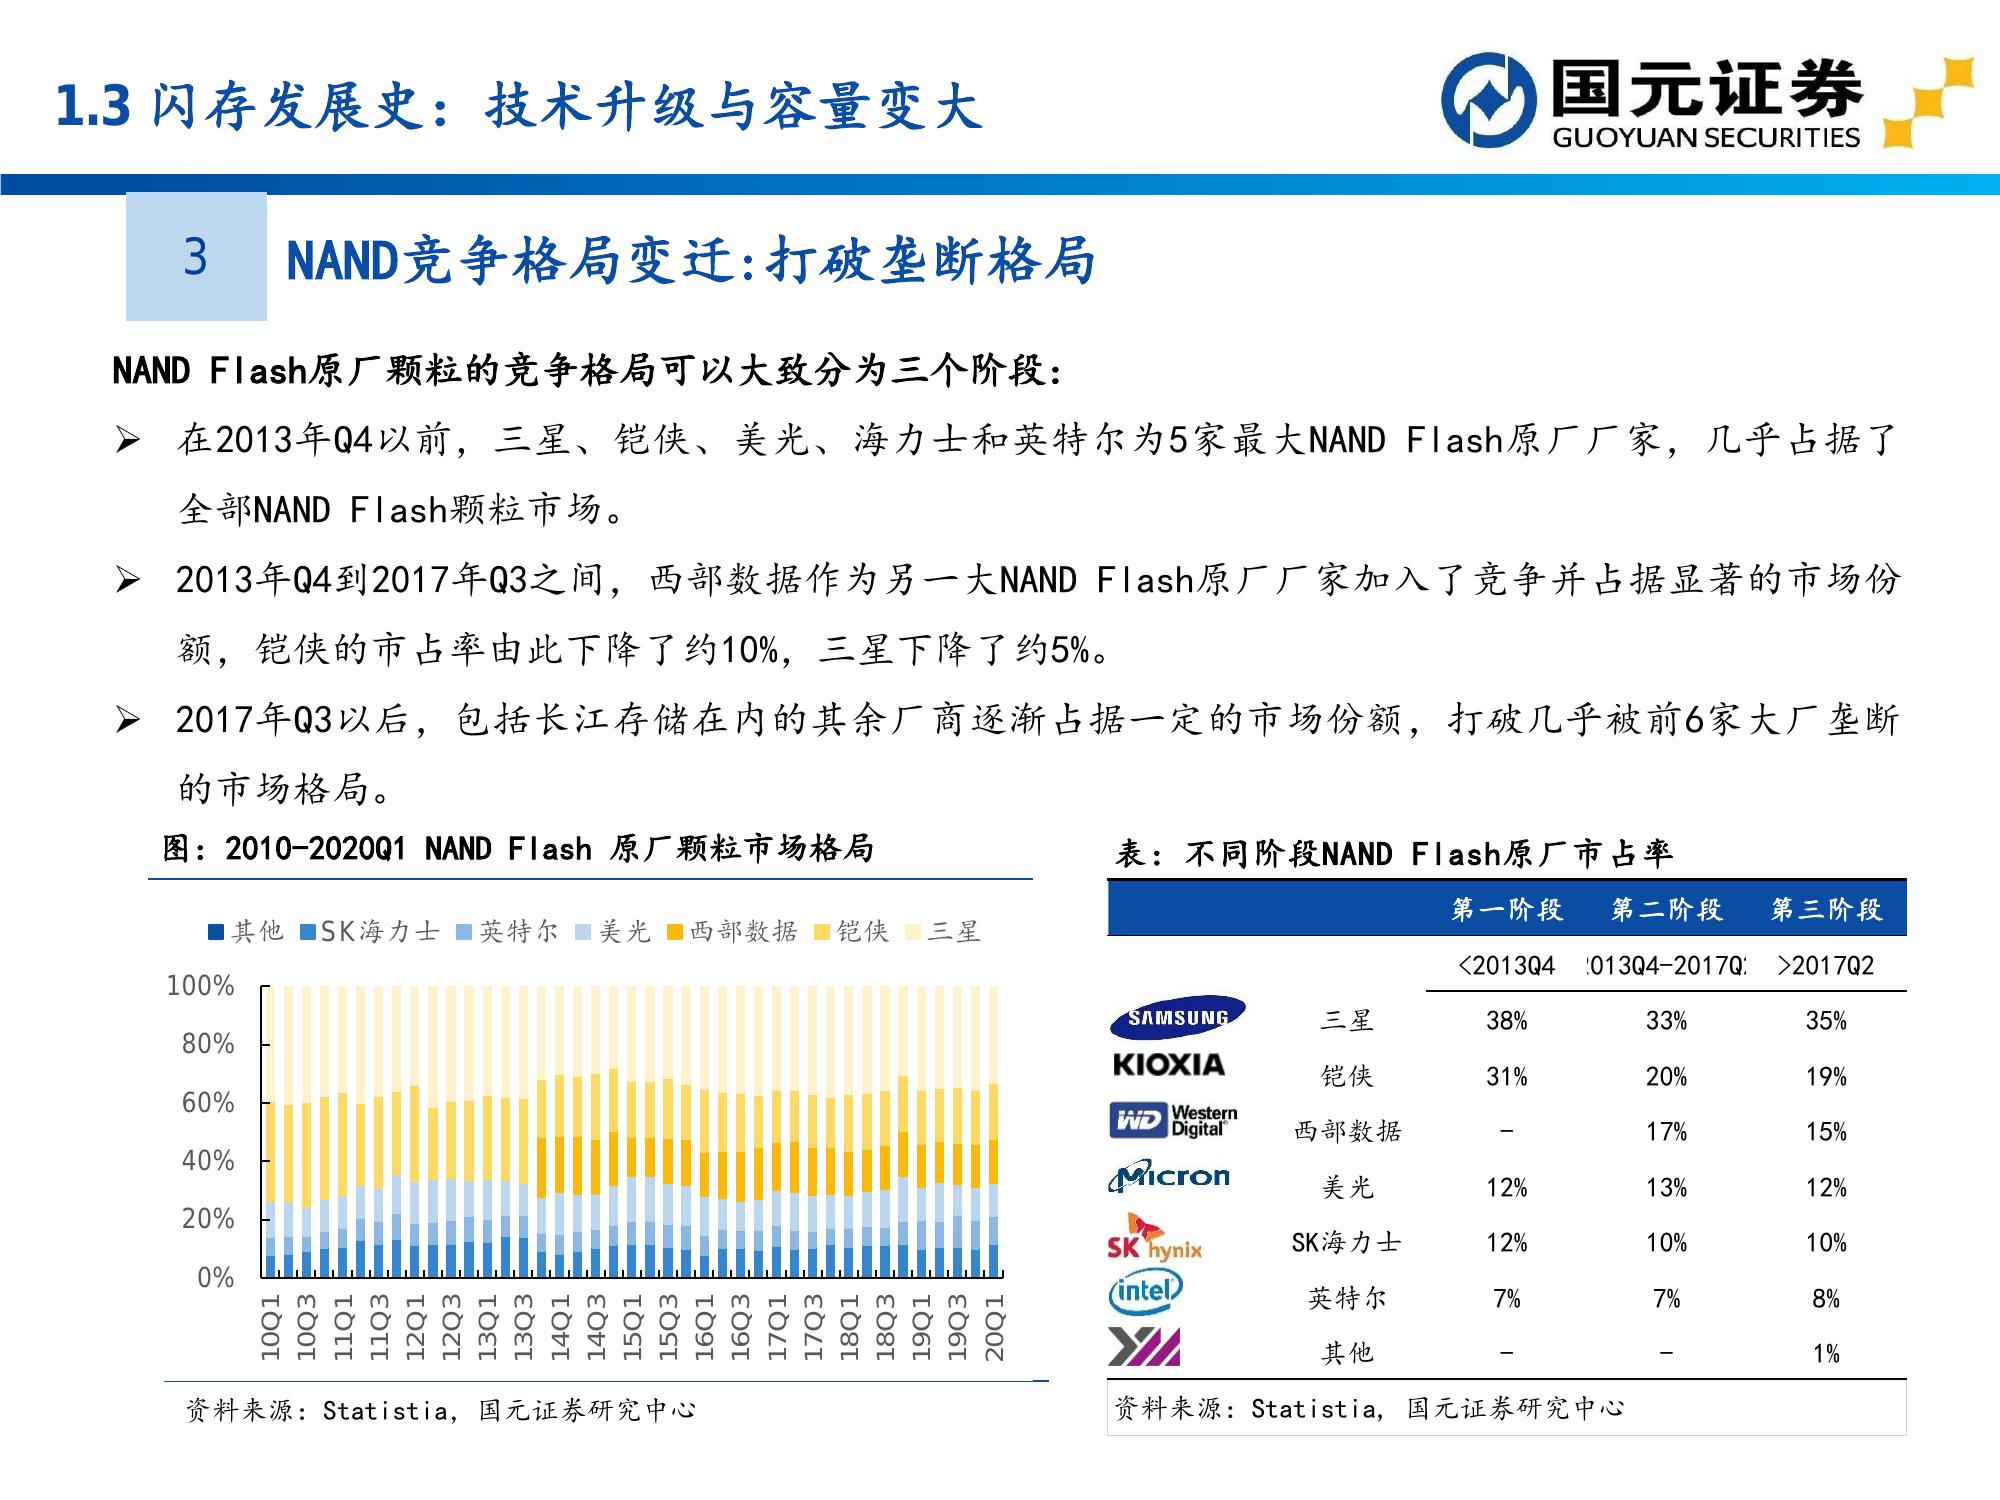 1.3 闪存发展史：技术升级与容量变大
国元证券
GUOYUAN SECURITIES
3
NAND竞争格局变迁:打破垄断格局
NAND Flash原厂颗粒的竞争格局可以大致分为三个阶段：
➢ 在2013年Q4以前，三星、铠侠、美光、海力士和英特尔为5家最大NAND Flash原厂厂家，几乎占据了
全部NAND Flash颗粒市场。
➢ 2013年Q4到2017年Q3之间，西部数据作为另一大NAND Flash原厂厂家加入了竞争并占据显著的市场份
额，铠侠的市占率由此下降了约10%，三星下降了约5%。
➢ 2017年Q3以后，包括长江存储在内的其余厂商逐渐占据一定的市场份额，打破几乎被前6家大厂垄断
的市场格局。
图：2010-2020Q1 NAND Flash 原厂颗粒市场格局
其他 SK海力士 英特尔 美光 西部数据 铠侠 三星
100%
80%
60%
40%
20%
0%
10Q1 10Q3 11Q1 11Q3 12Q1 12Q3 13Q1 13Q3 14Q1 14Q3 15Q1 15Q3 16Q1 16Q3 17Q1 17Q3 18Q1 18Q3 19Q1 19Q3 20Q1
资料来源：Statistia，国元证券研究中心
表：不同阶段NAND Flash原厂市占率
第一阶段 第二阶段 第三阶段
<2013Q4 013Q4-2017Q >2017Q2
SAMSUNG 三星 38% 33% 35%
KIOXIA 铠侠 31% 20% 19%
WD Western Digital 西部数据 - 17% 15%
Micron 美光 12% 13% 12%
SK hynix SK海力士 12% 10% 10%
intel 英特尔 7% 7% 8%
其他 - - 1%
资料来源：Statistia，国元证券研究中心